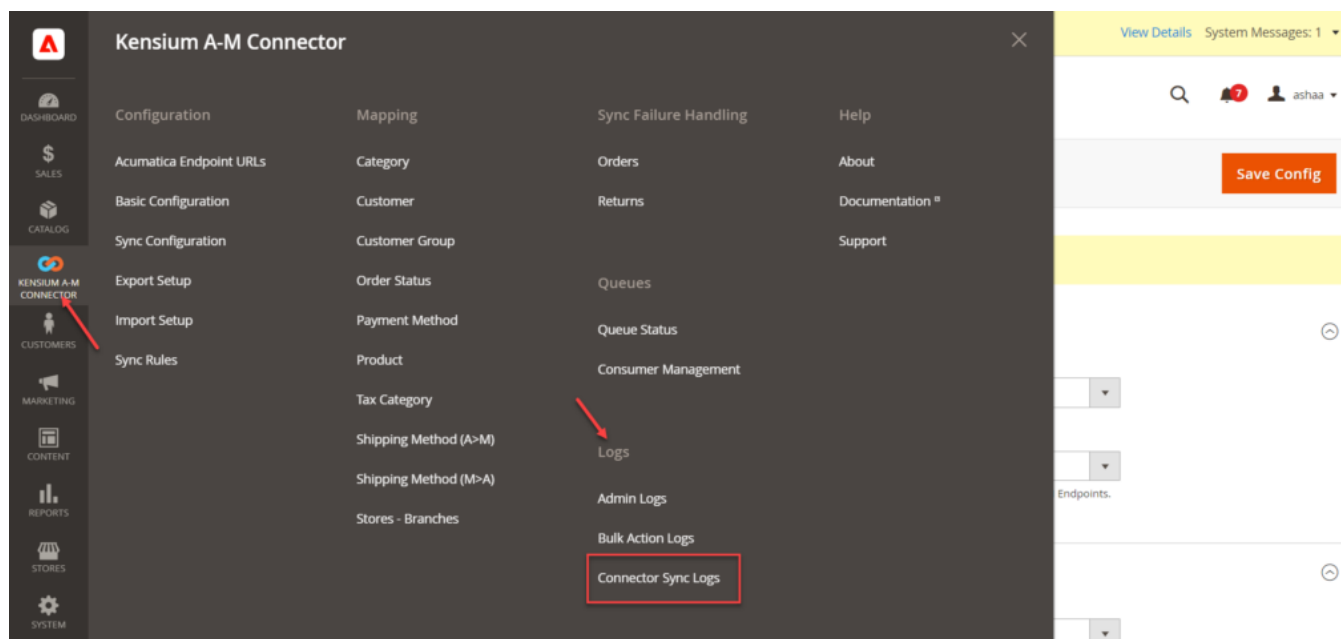 Kensium A-M Connector
View Details System Messages: 1
DASHBOARD
SALES
CATALOG
KENSIUM A-M
CONNECTOR
CUSTOMERS
MARKETING
CONTENT
REPORTS
STORES
SYSTEM
Configuration
Acumatica Endpoint URLs
Basic Configuration
Sync Configuration
Export Setup
Import Setup
Sync Rules
Mapping
Category
Customer
Customer Group
Order Status
Payment Method
Product
Tax Category
Shipping Method (A>M)
Shipping Method (M>A)
Stores - Branches
Sync Failure Handling
Orders
Returns
Queues
Queue Status
Consumer Management
Logs
Admin Logs
Bulk Action Logs
Connector Sync Logs
Help
About
Documentation
Support
7 ashaa
Save Config
Endpoints.